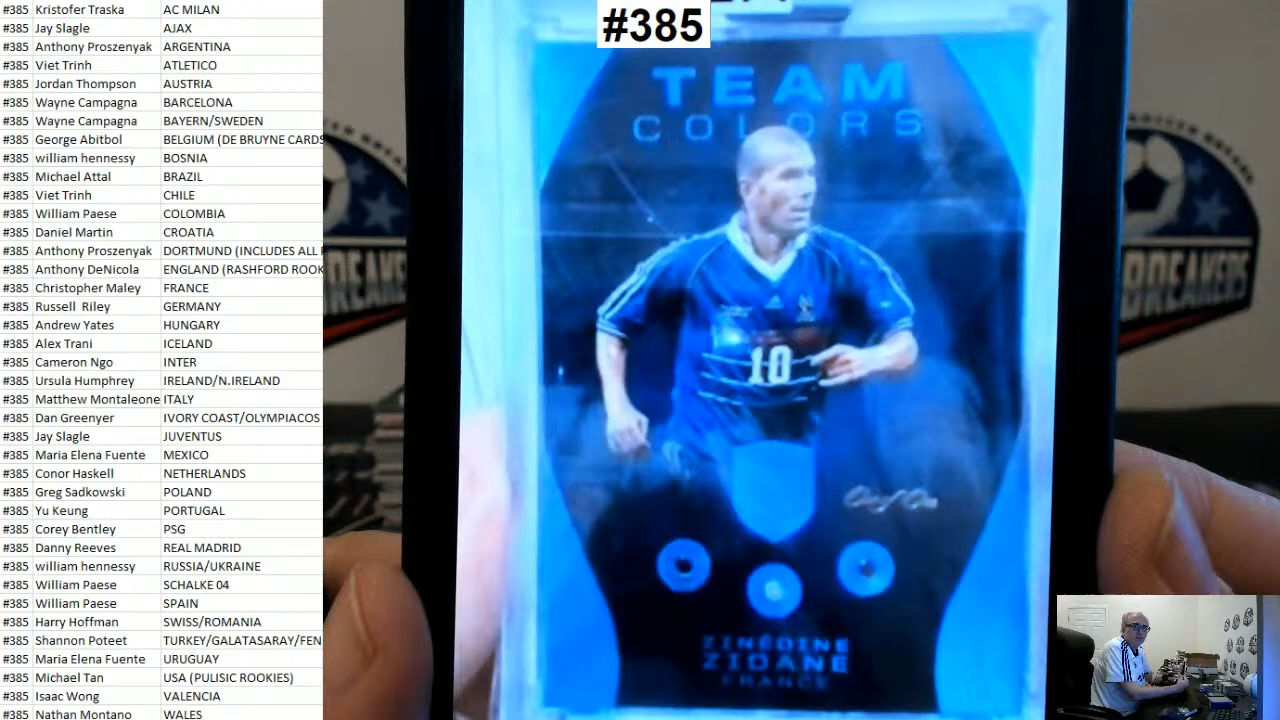 #385 Kristofer Traska AC MILAN
#385 Jay Slagle AJAX
#385 Anthony Proszenyak ARGENTINA
#385 Viet Trinh ATLETICO
#385 Jordan Thompson AUSTRIA
#385 Wayne Campagna BARCELONA
#385 Wayne Campagna BAYERN/SWEDEN
#385 George Abitbol BELGIUM (DE BRUYNE CARDS
#385 william hennessy BOSNIA
#385 Michael Attal BRAZIL
#385 Viet Trinh CHILE
#385 William Paese COLOMBIA
#385 Daniel Martin CROATIA
#385 Anthony Proszenyak DORTMUND (INCLUDES ALL
#385 Anthony DeNicola ENGLAND (RASHFORD ROOK
#385 Christopher Maley FRANCE
#385 Russell Riley GERMANY
#385 Andrew Yates HUNGARY
#385 Alex Trani ICELAND
#385 Cameron Ngo INTER
#385 Ursula Humphrey IRELAND/N.IRELAND
#385 Matthew Montaleone ITALY
#385 Dan Greenyer IVORY COAST/OLYMPIACOS
#385 Jay Slagle JUVENTUS
#385 Maria Elena Fuente MEXICO
#385 Conor Haskell NETHERLANDS
#385 Greg Sadkowski POLAND
#385 Yu Keung PORTUGAL
#385 Corey Bentley PSG
#385 Danny Reeves REAL MADRID
#385 william hennessy RUSSIA/UKRAINE
#385 William Paese SCHALKE 04
#385 William Paese SPAIN
#385 Harry Hoffman SWISS/ROMANIA
#385 Shannon Poteet TURKEY/GALATASARAY/FEN
#385 Maria Elena Fuente URUGUAY
#385 Michael Tan USA (PULISIC ROOKIES)
#385 Isaac Wong VALENCIA
#385 Nathan Montano WALES
#385
TEAM
COLORS
10
One of One
ZINÉDINE
ZIDANE
FRANCE
BREAKERS